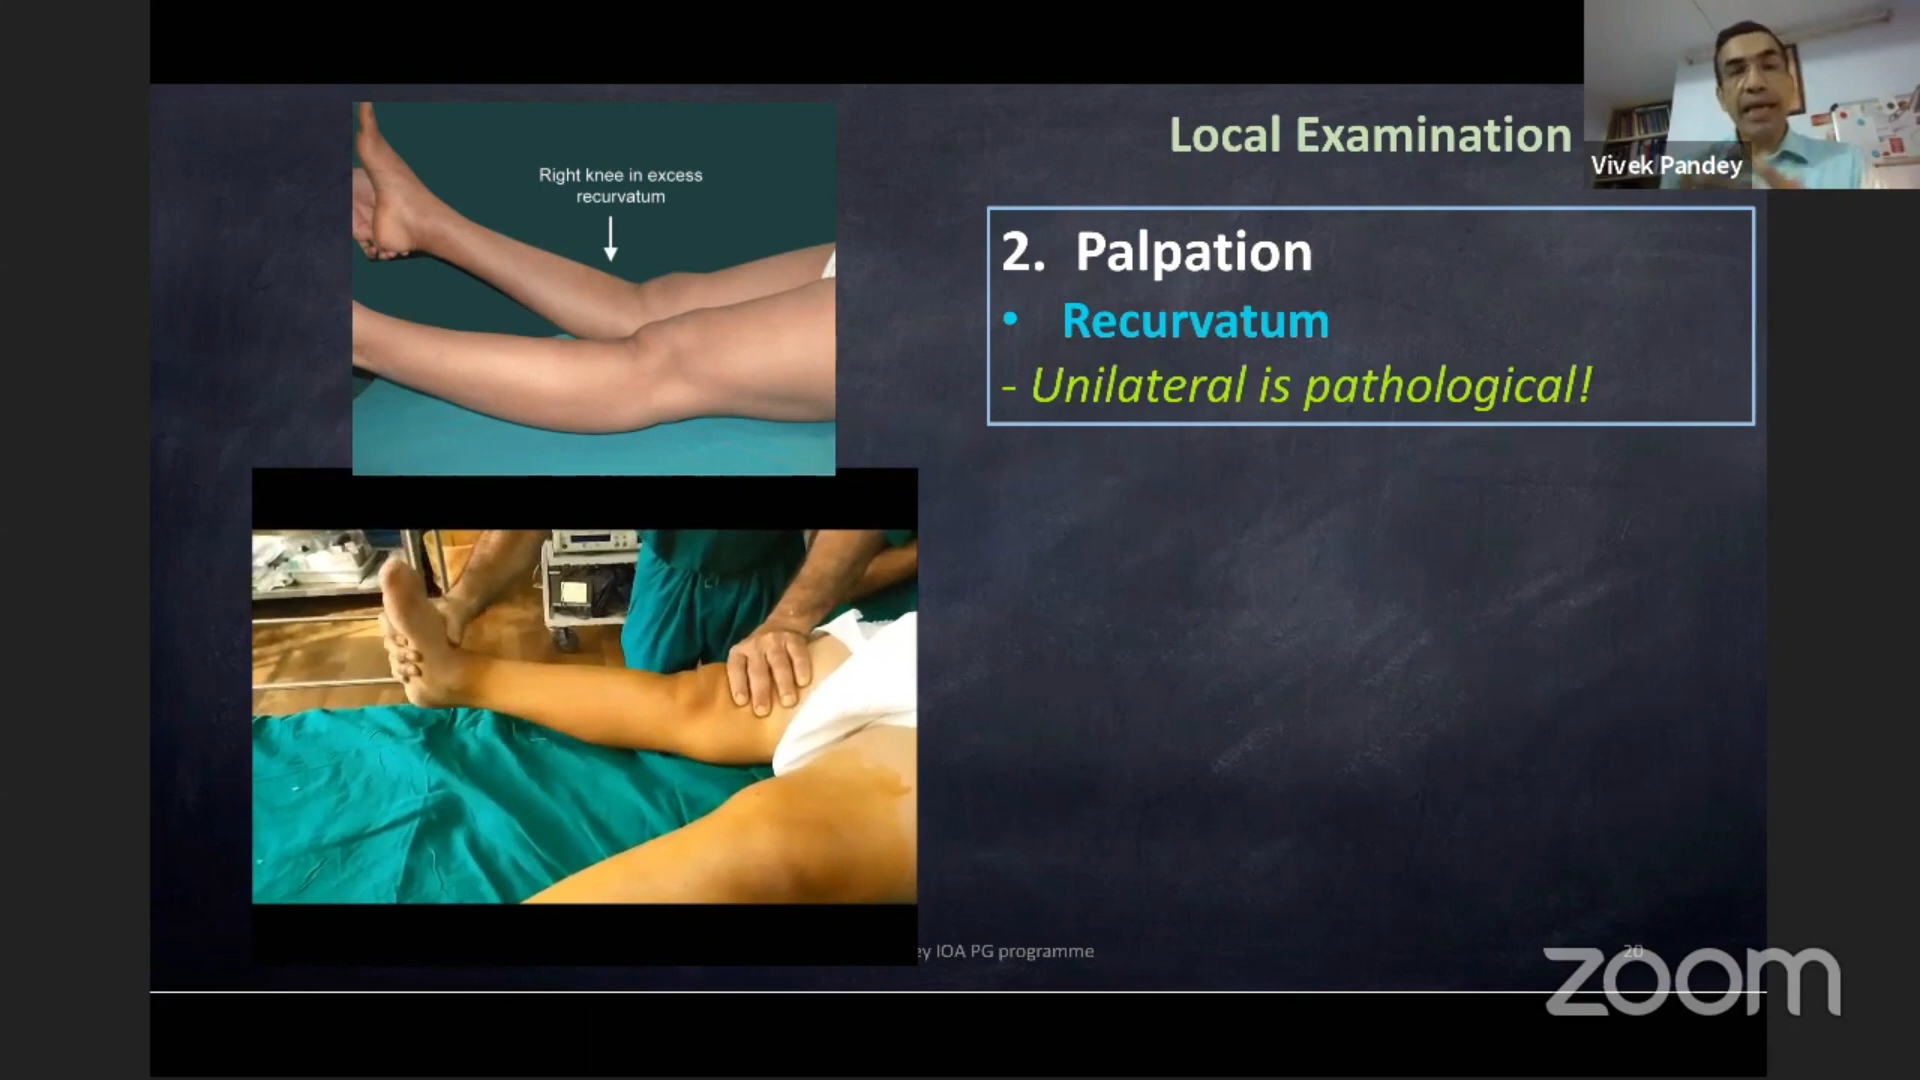 Right knee in excess
recurvatum
Local Examination
Vivek Pandey
2. Palpation
• Recurvatum
- Unilateral is pathological!
IOA PG programme
20
zoom